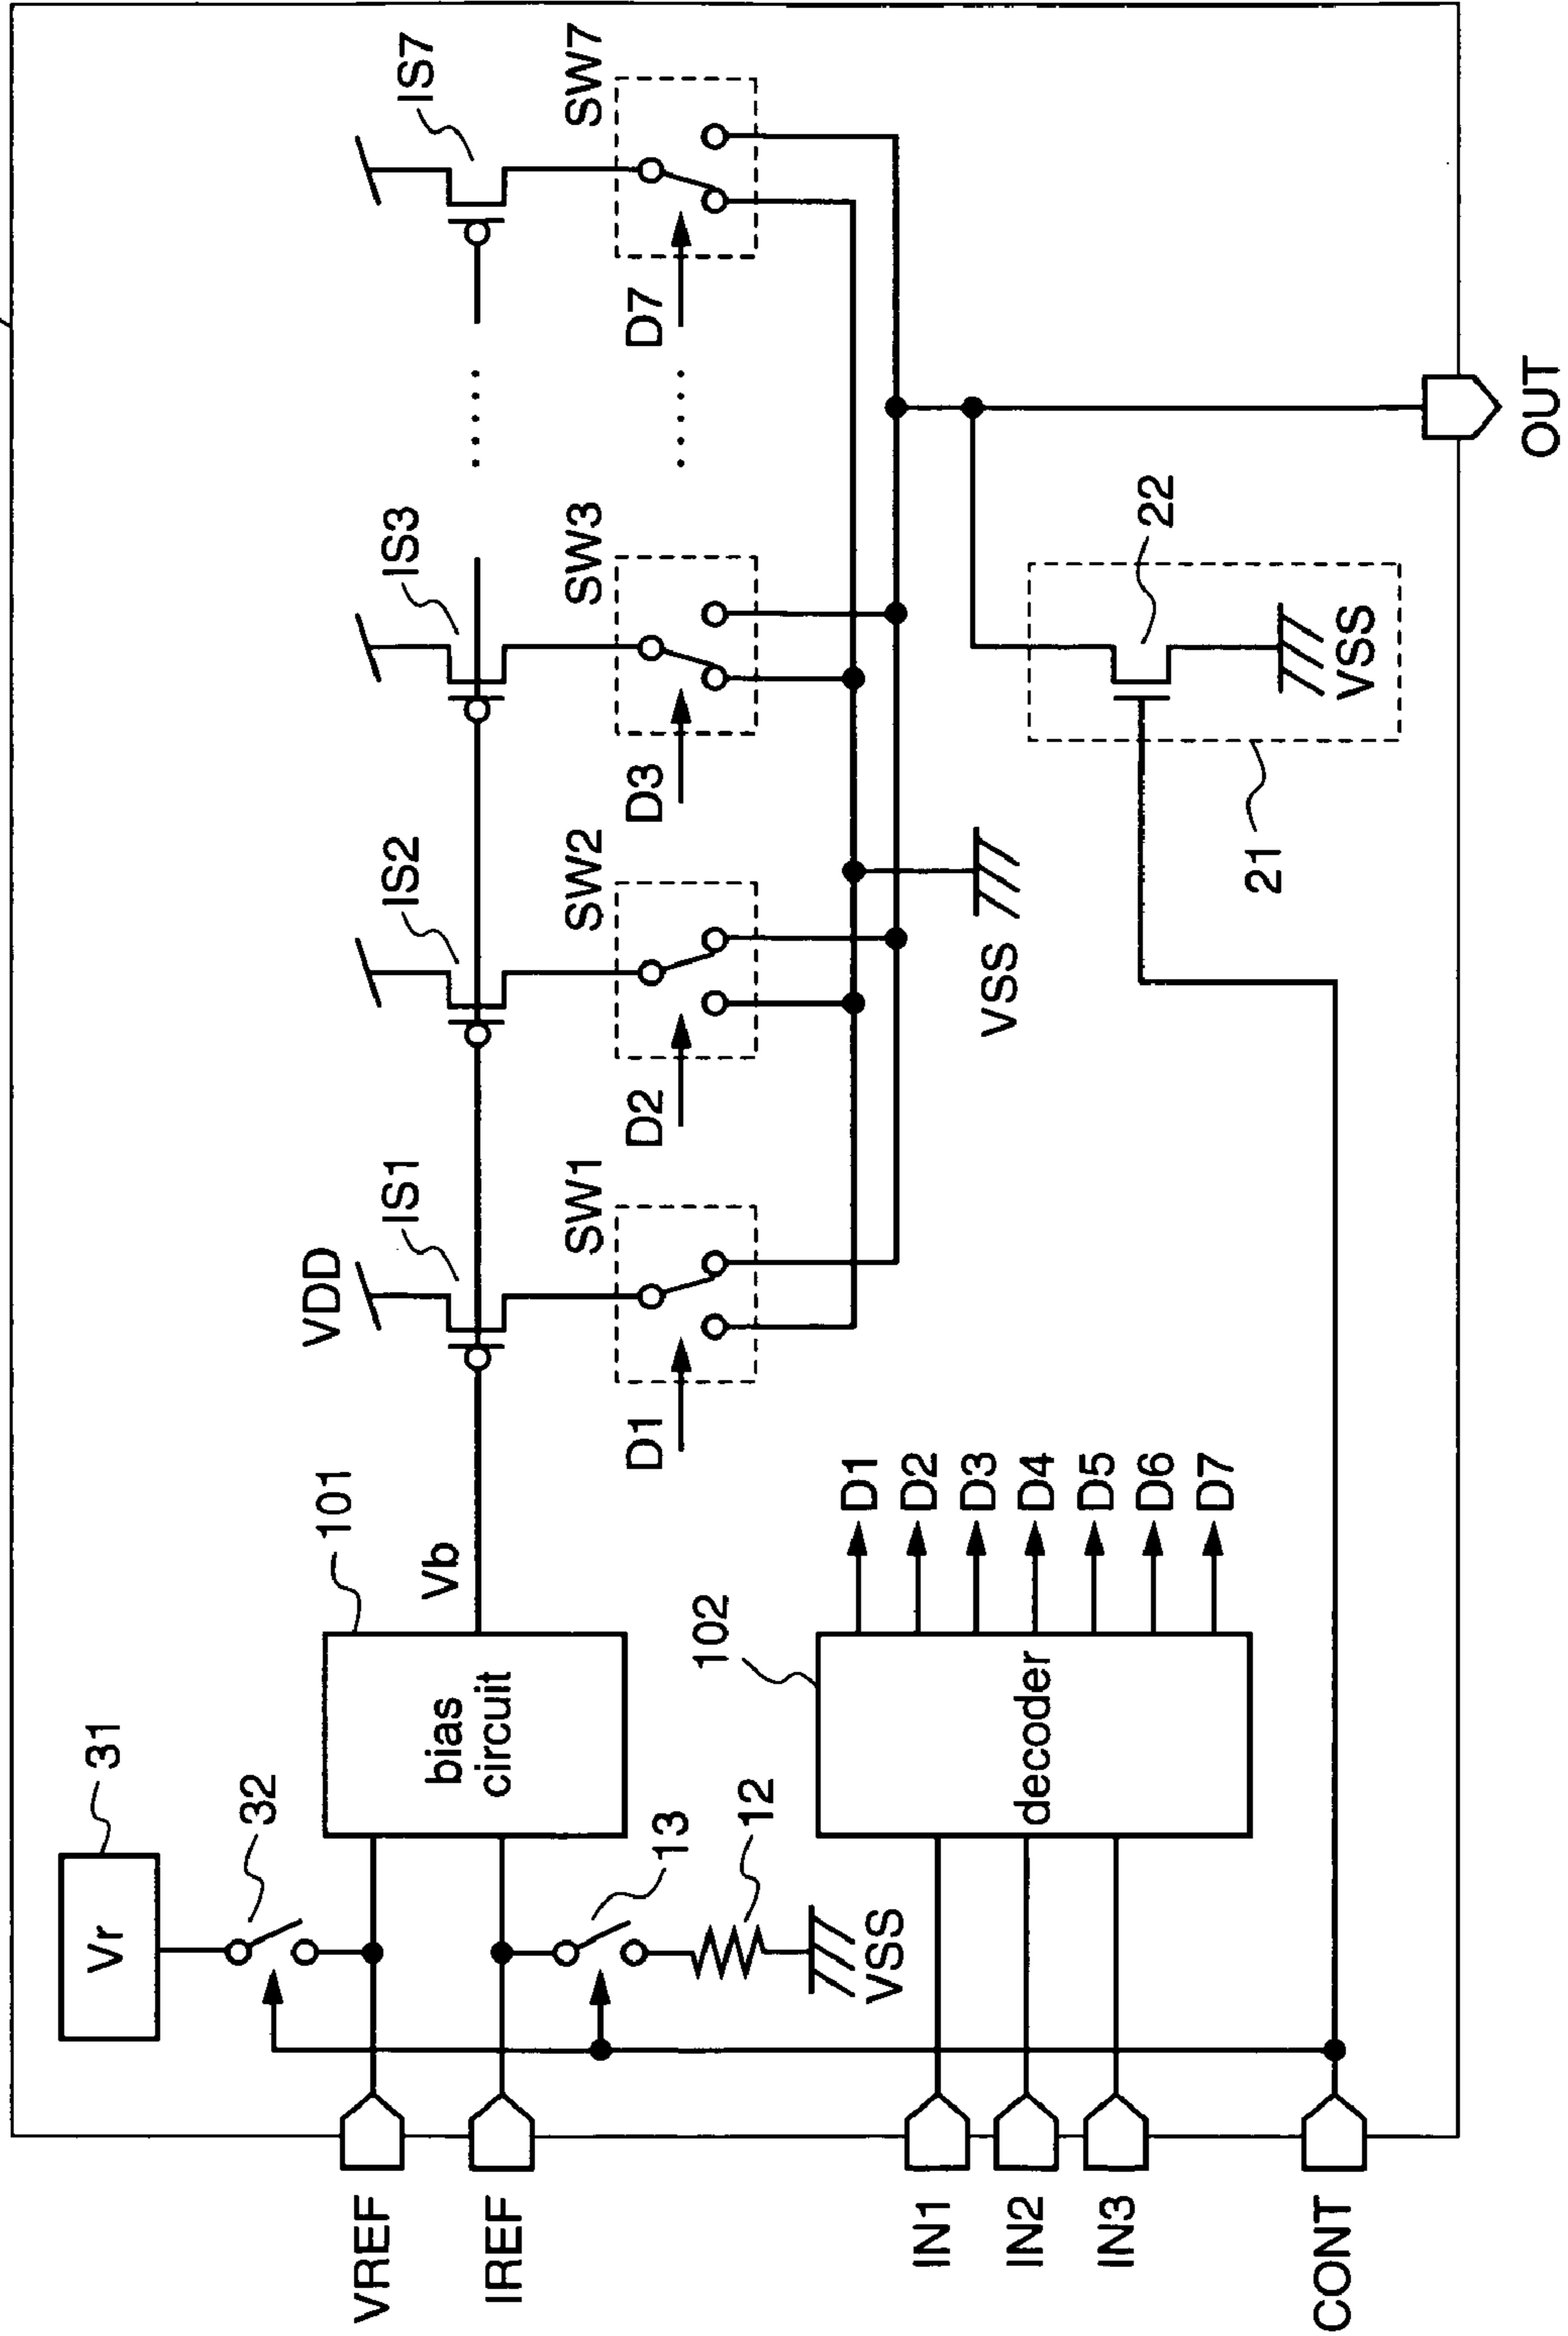 31
Vr
32
VREF
IREF
bias
circuit
101
Vb
13
12
VSS
VDD
IS1
IS2
IS3
IS7
SW1
SW2
SW3
SW7
D1
D2
D3
D7
VSS
102
IN1
IN2
IN3
decoder
D1
D2
D3
D4
D5
D6
D7
22
VSS
21
CONT
OUT